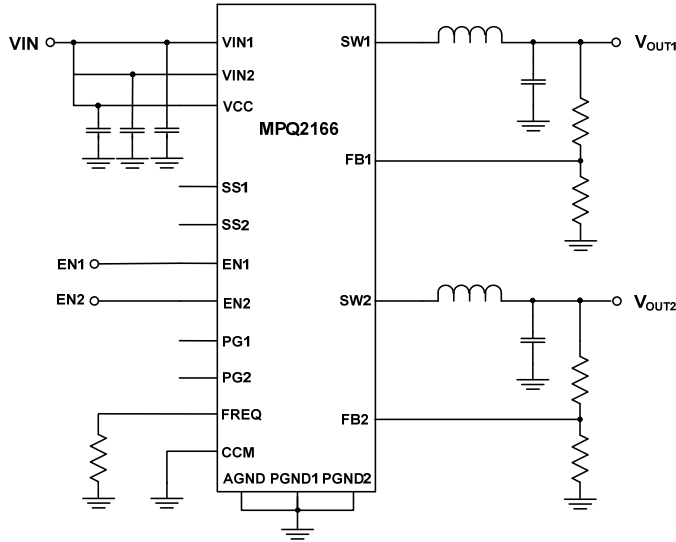 VIN
VIN1
VIN2
VCC
MPQ2166
SS1
SS2
EN1
EN1
EN2
EN2
PG1
PG2
FREQ
CCM
AGND PGND1 PGND2
SW1
VOUT1
FB1
SW2
VOUT2
FB2